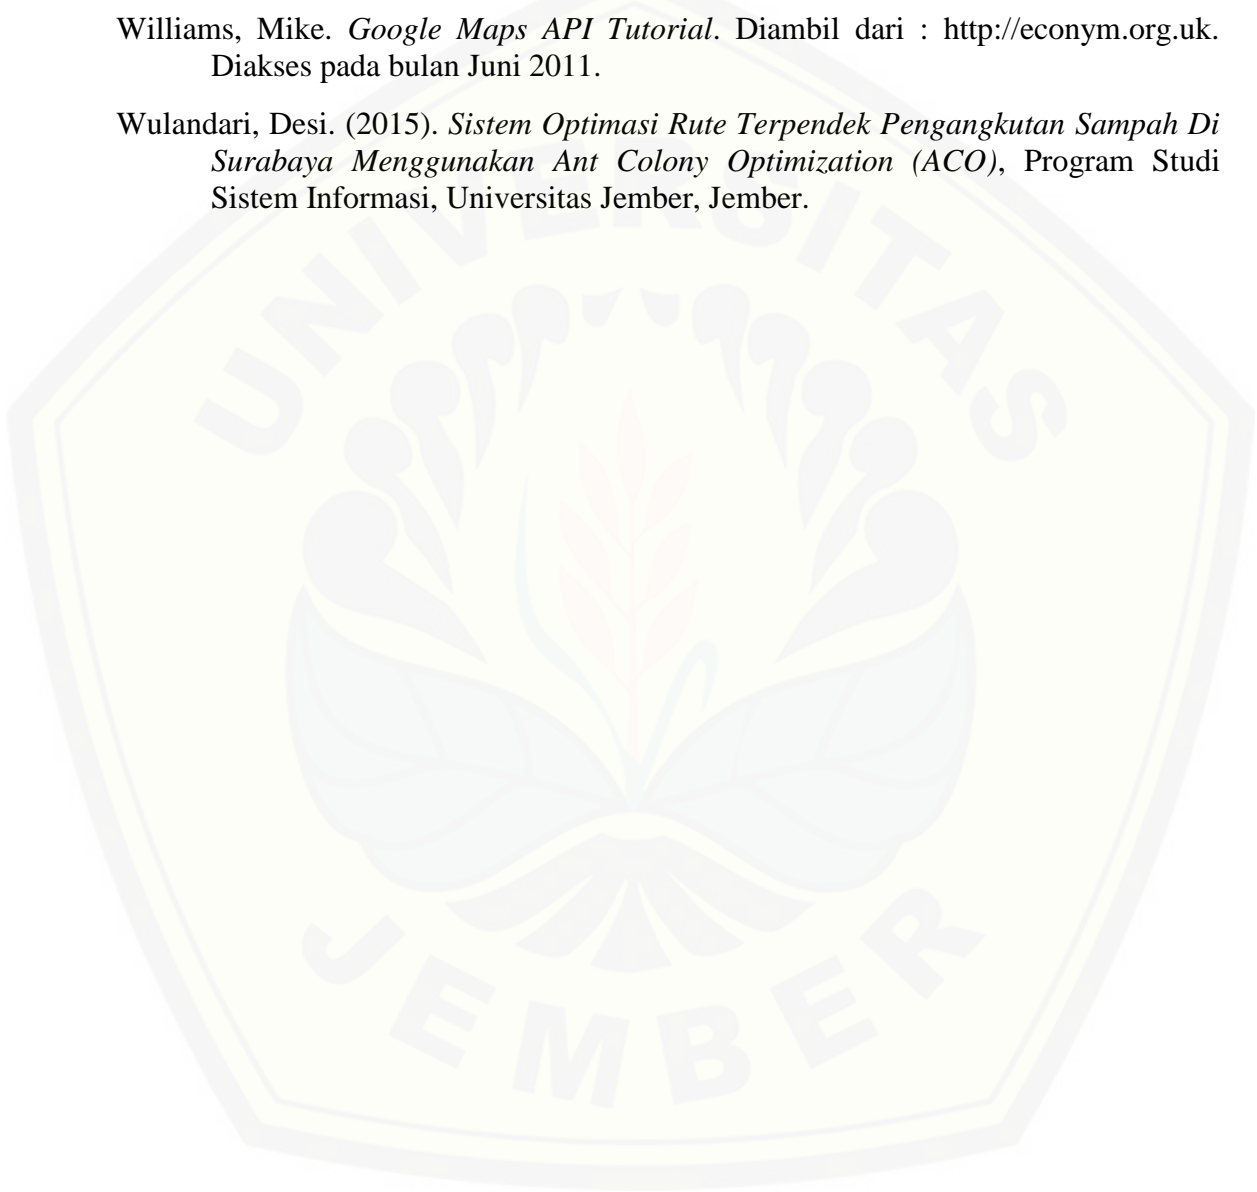 Williams, Mike. Google Maps API Tutorial. Diambil dari : http://econym.org.uk.
Diakses pada bulan Juni 2011.
Wulandari, Desi. (2015). Sistem Optimasi Rute Terpendek Pengangkutan Sampah Di
Surabaya Menggunakan Ant Colony Optimization (ACO), Program Studi
Sistem Informasi, Universitas Jember, Jember.
UNIVERSITAS
JEMBER